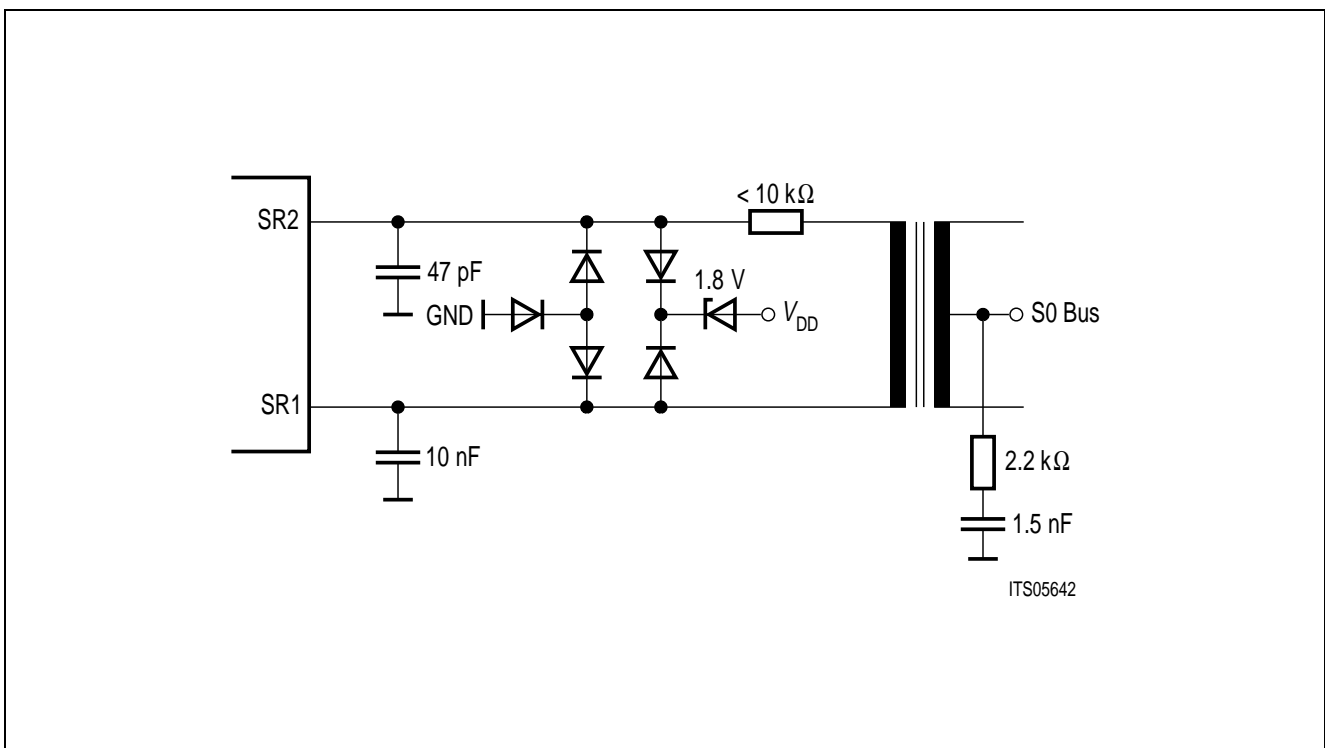 < 10 kΩ
SR2
47 pF
1.8 V
GND
V_DD
S0 Bus
SR1
10 nF
2.2 kΩ
1.5 nF
ITS05642